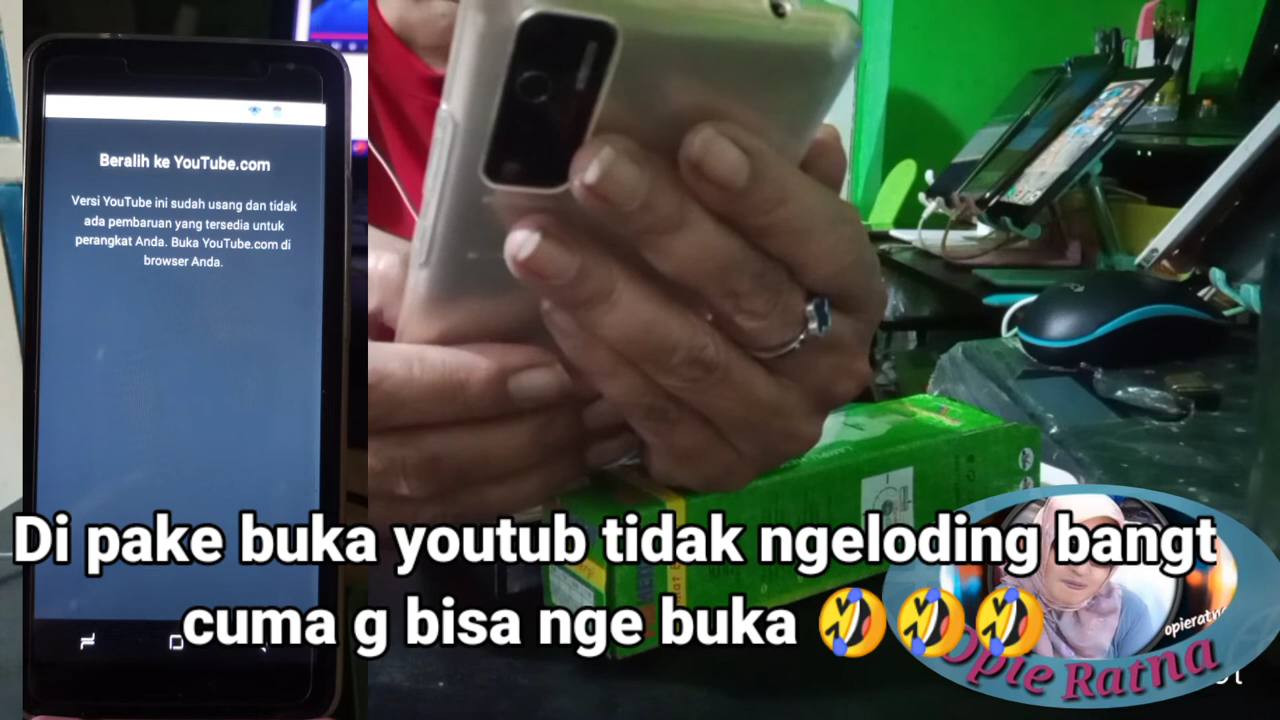 Beralih ke YouTube.com
Versi YouTube ini sudah usang dan tidak
ada pembaruan yang tersedia untuk
perangkat Anda. Buka YouTube.com di
browser Anda.
Di pake buka youtub tidak ngeloding bangt
cuma g bisa nge buka 🤣🤣🤣
Opie Ratna